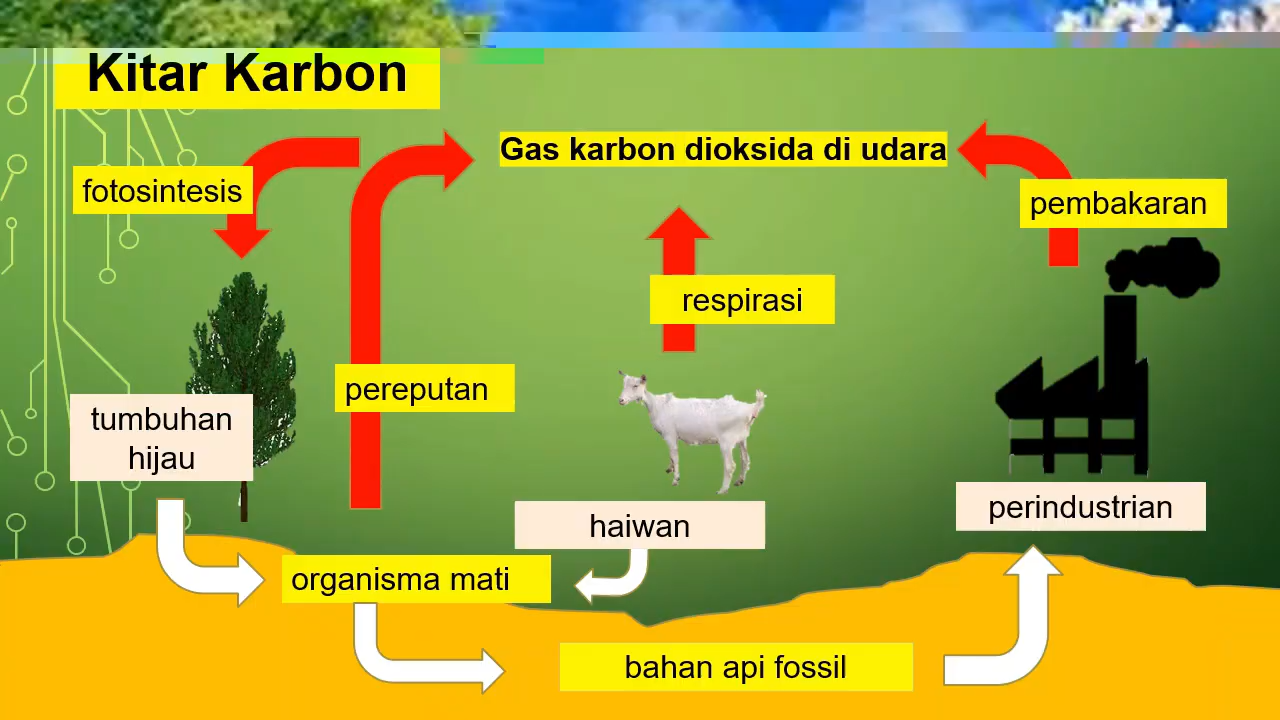 Kitar Karbon
Gas karbon dioksida di udara
fotosintesis
pembakaran
respirasi
pereputan
tumbuhan
hijau
perindustrian
haiwan
organisma mati
bahan api fossil